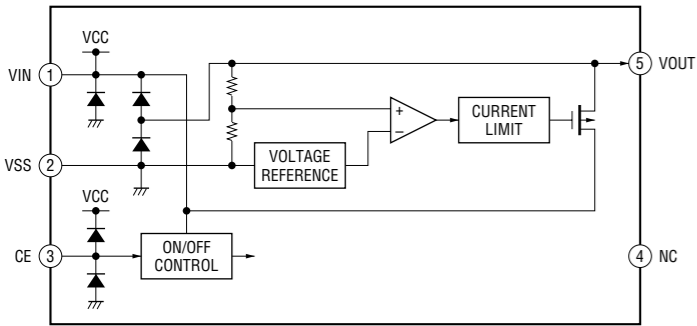 VCC
VIN 1
5 VOUT
+
−
CURRENT
LIMIT
VSS 2
VOLTAGE
REFERENCE
VCC
CE 3
ON/OFF
CONTROL
4 NC